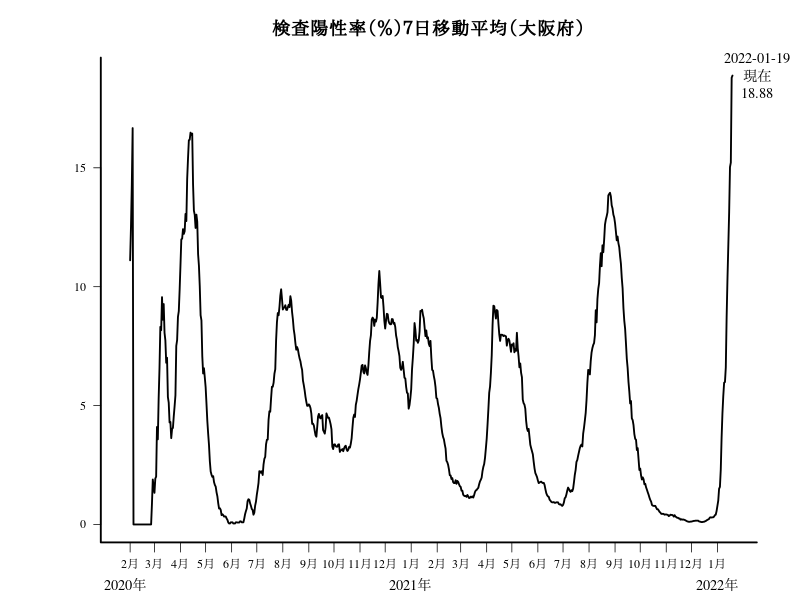 検査陽性率(%)7日移動平均(大阪府)
2022-01-19
現在
18.88
15
10
5
0
2月 3月 4月 5月 6月 7月 8月 9月 10月 11月 12月 1月 2月 3月 4月 5月 6月 7月 8月 9月 10月 11月 12月 1月
2020年 2021年 2022年